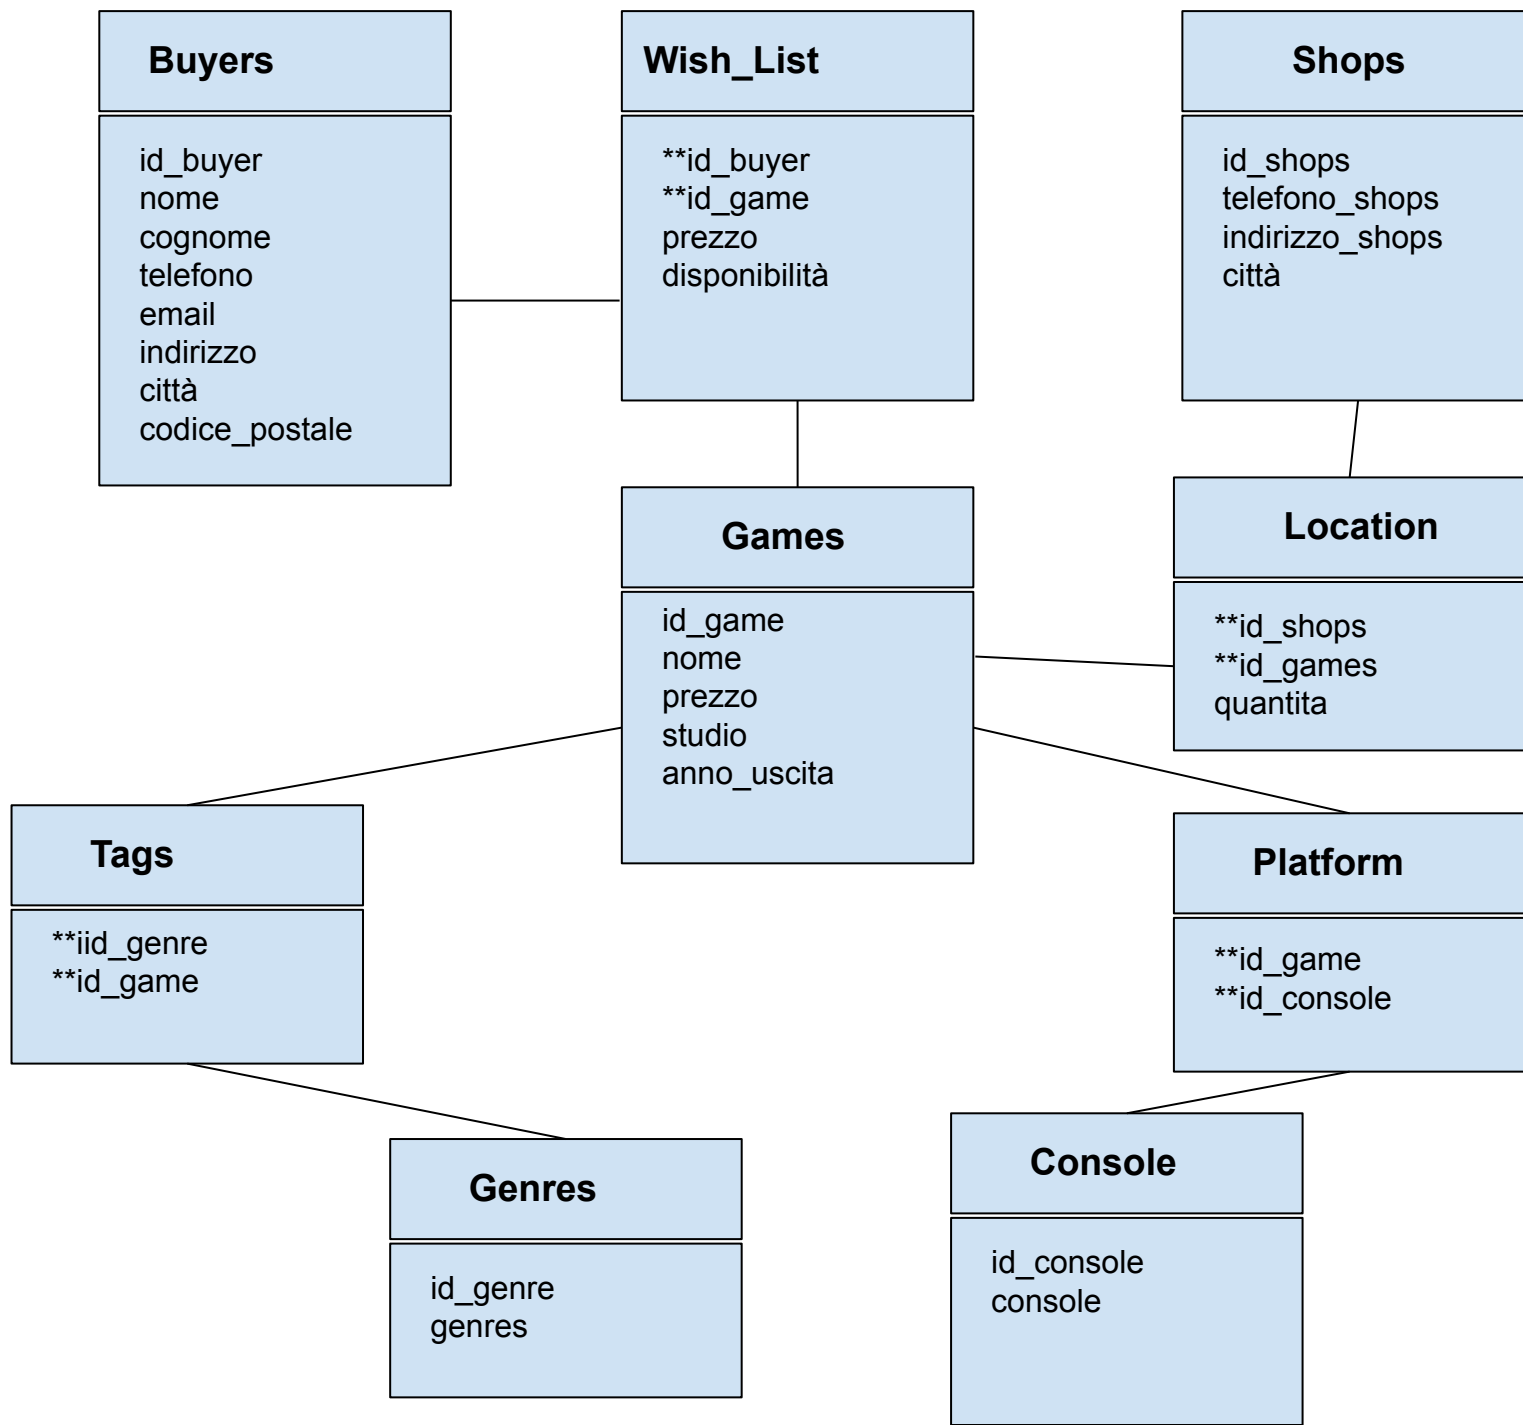 Buyers
id_buyer
nome
cognome
telefono
email
indirizzo
città
codice_postale
Wish_List
**id_buyer
**id_game
prezzo
disponibilità
Shops
id_shops
telefono_shops
indirizzo_shops
città
Games
id_game
nome
prezzo
studio
anno_uscita
Location
**id_shops
**id_games
quantita
Tags
**iid_genre
**id_game
Platform
**id_game
**id_console
Genres
id_genre
genres
Console
id_console
console